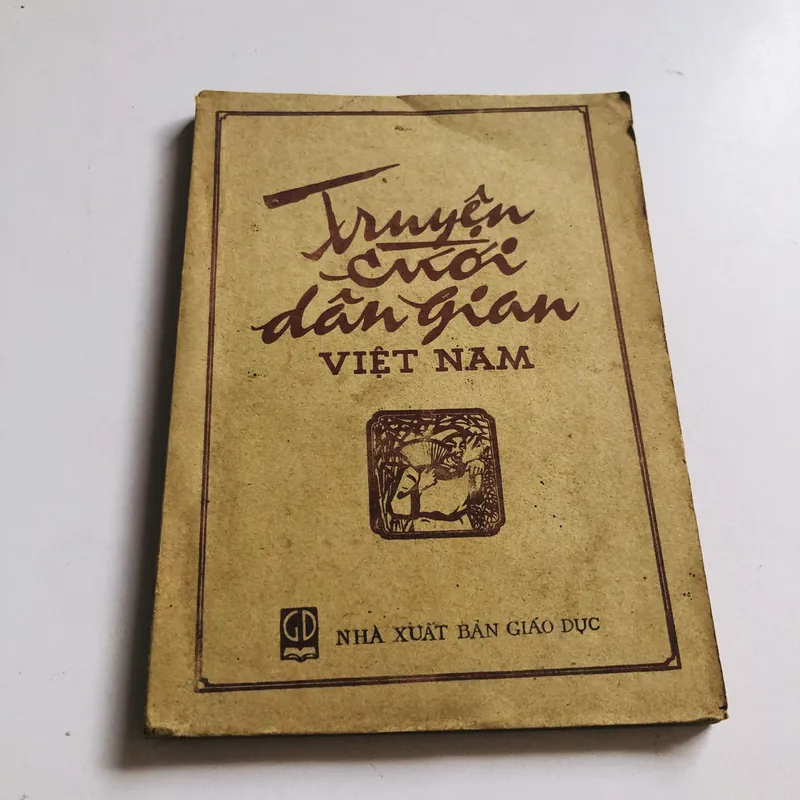 Truyện
cười
dân gian
VIỆT NAM
GD
NHÀ XUẤT BẢN GIÁO DỤC